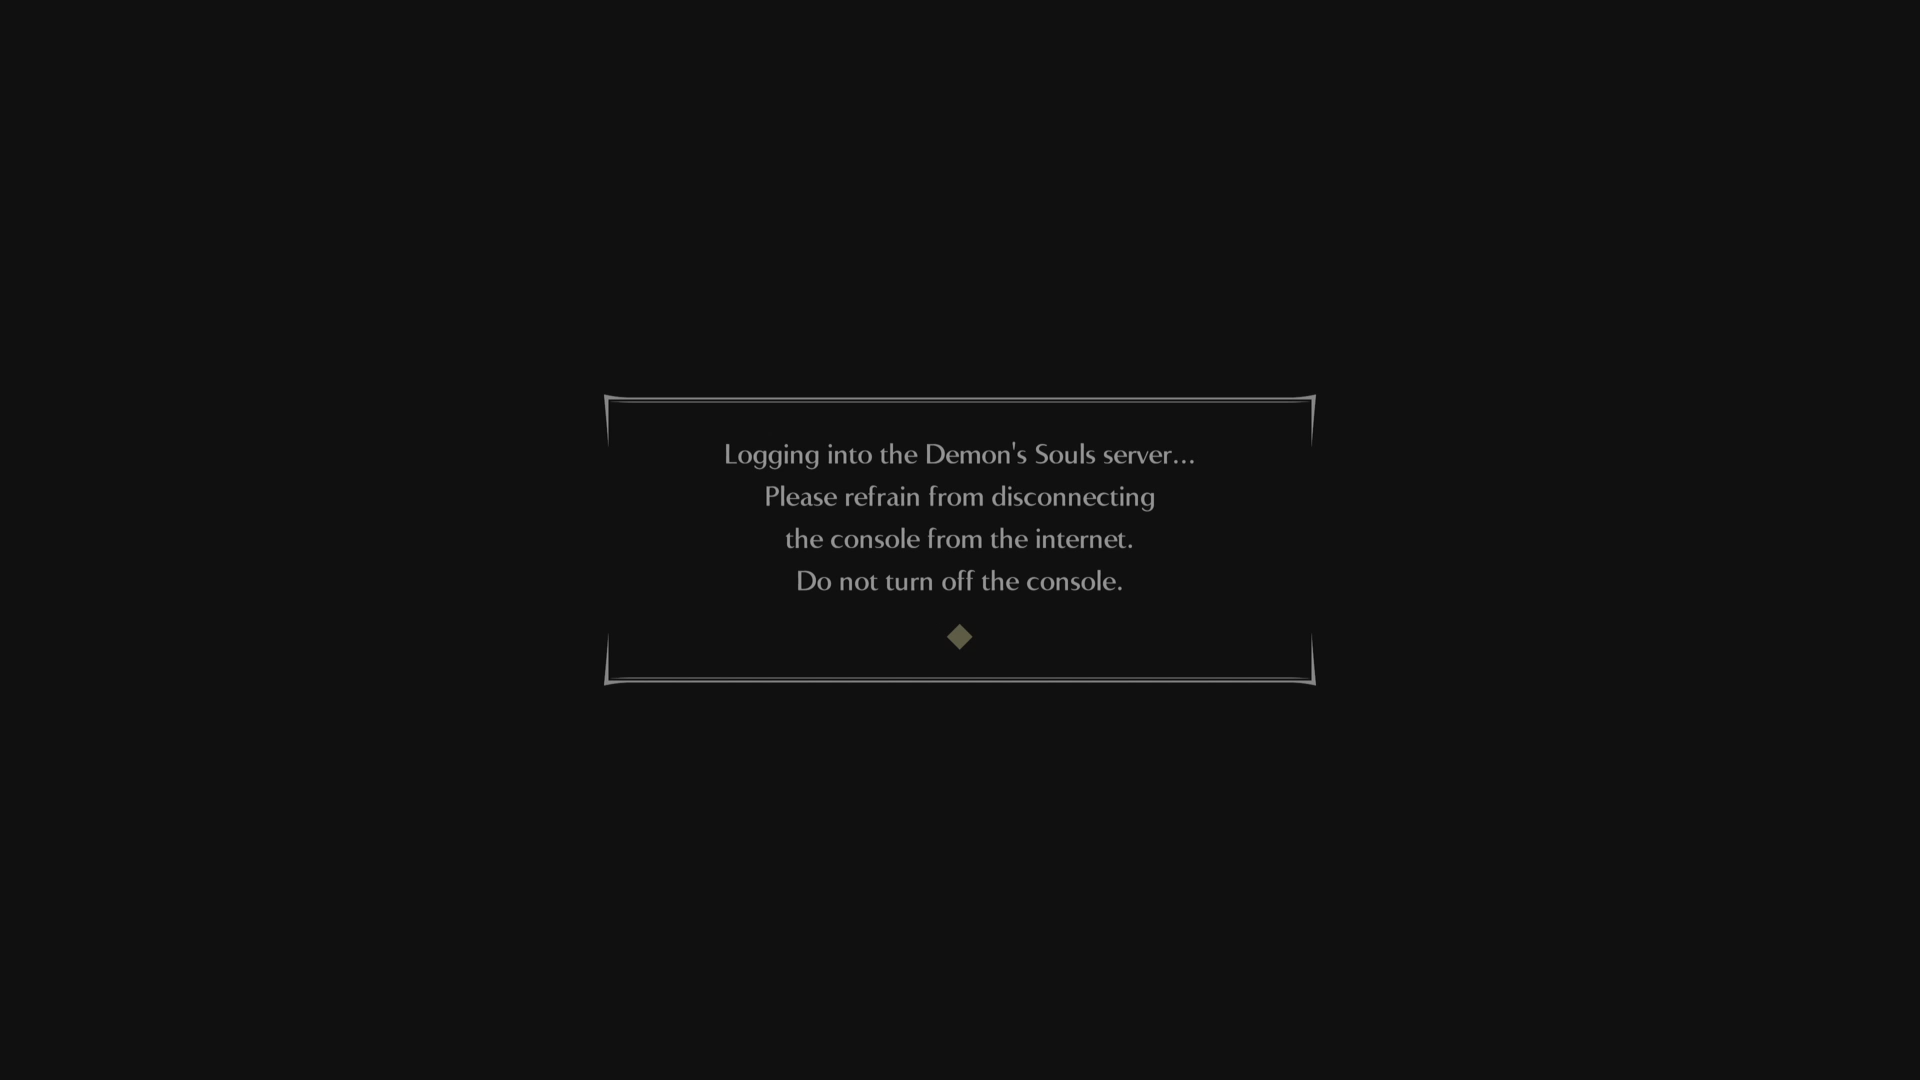 Logging into the Demon's Souls server...
Please refrain from disconnecting
the console from the internet.
Do not turn off the console.